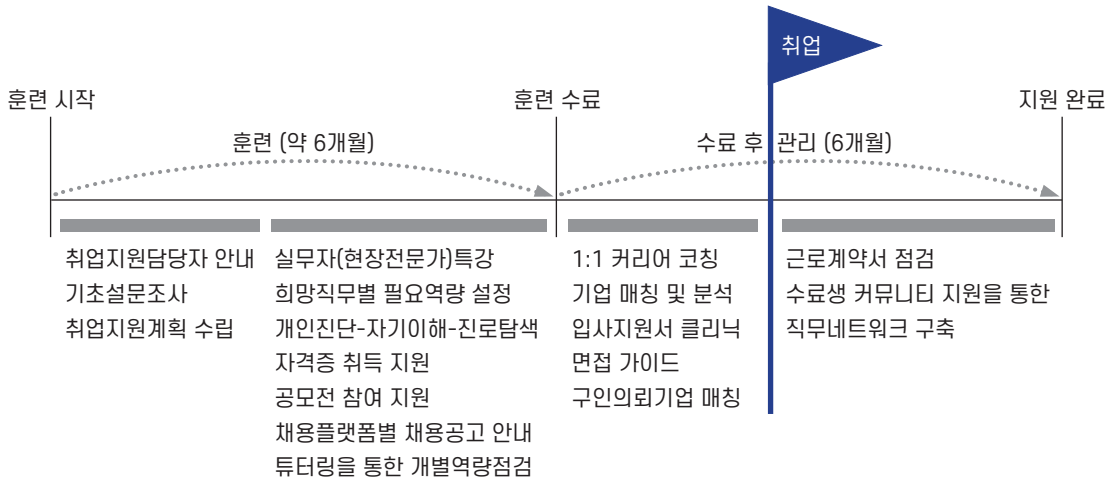 취업
훈련 시작
훈련 수료
지원 완료
훈련 (약 6개월)
수료 후 관리 (6개월)
취업지원담당자 안내
기초설문조사
취업지원계획 수립
실무자(현장전문가)특강
희망직무별 필요역량 설정
개인진단-자기이해-진로탐색
자격증 취득 지원
공모전 참여 지원
채용플랫폼별 채용공고 안내
튜터링을 통한 개별역량점검
1:1 커리어 코칭
기업 매칭 및 분석
입사지원서 클리닉
면접 가이드
구인의뢰기업 매칭
근로계약서 점검
수료생 커뮤니티 지원을 통한
직무네트워크 구축